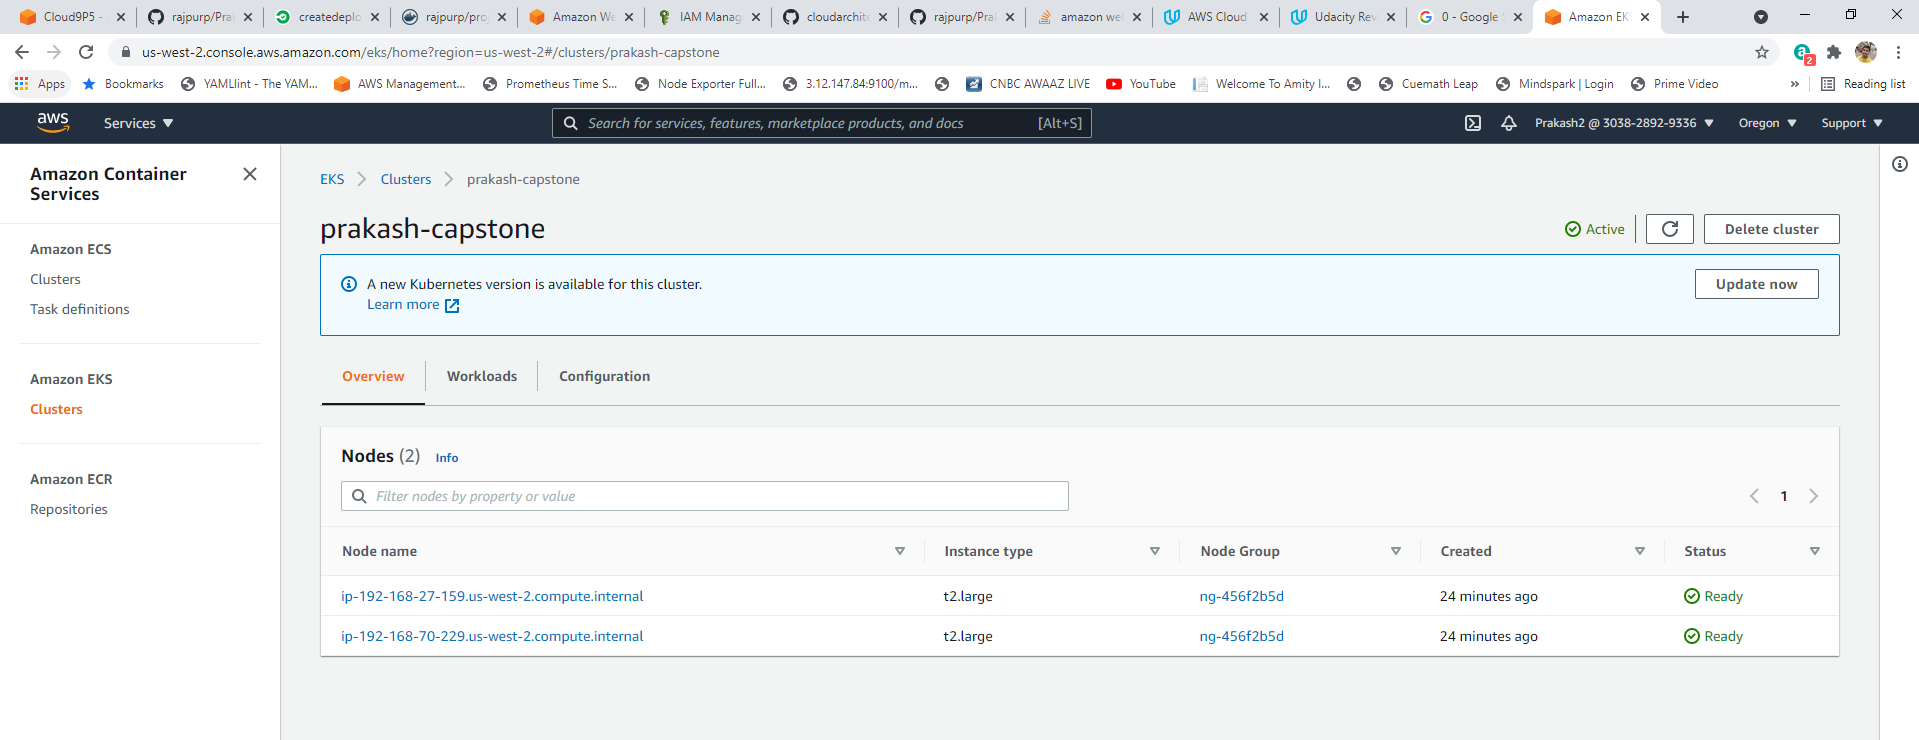 Cloud9P5 - rajpurp/Pral createdeplo rajpurp/pro Amazon We IAM Manag cloudarchite rajpurp/Pral amazon we AWS Cloud Udacity Rev 0 - Google Amazon EKS
us-west-2.console.aws.amazon.com/eks/home?region=us-west-2#/clusters/prakash-capstone 2
Apps Bookmarks YAMLlint - The YAM... AWS Management... Prometheus Time S... Node Exporter Full... 3.12.147.84:9100/m... CNBC AWAAZ LIVE YouTube Welcome To Amity I... Cuemath Leap Mindspark | Login Prime Video » Reading list
aws Services Search for services, features, marketplace products, and docs [Alt+S] Prakash2 @ 3038-2892-9336 Oregon Support
Amazon Container
Services
Amazon ECS
Clusters
Task definitions
Amazon EKS
Clusters
Amazon ECR
Repositories
EKS Clusters prakash-capstone
prakash-capstone Active Delete cluster
A new Kubernetes version is available for this cluster. Update now
Learn more
Overview Workloads Configuration
Nodes (2) Info
Filter nodes by property or value 1
Node name Instance type Node Group Created Status
ip-192-168-27-159.us-west-2.compute.internal t2.large ng-456f2b5d 24 minutes ago Ready
ip-192-168-70-229.us-west-2.compute.internal t2.large ng-456f2b5d 24 minutes ago Ready